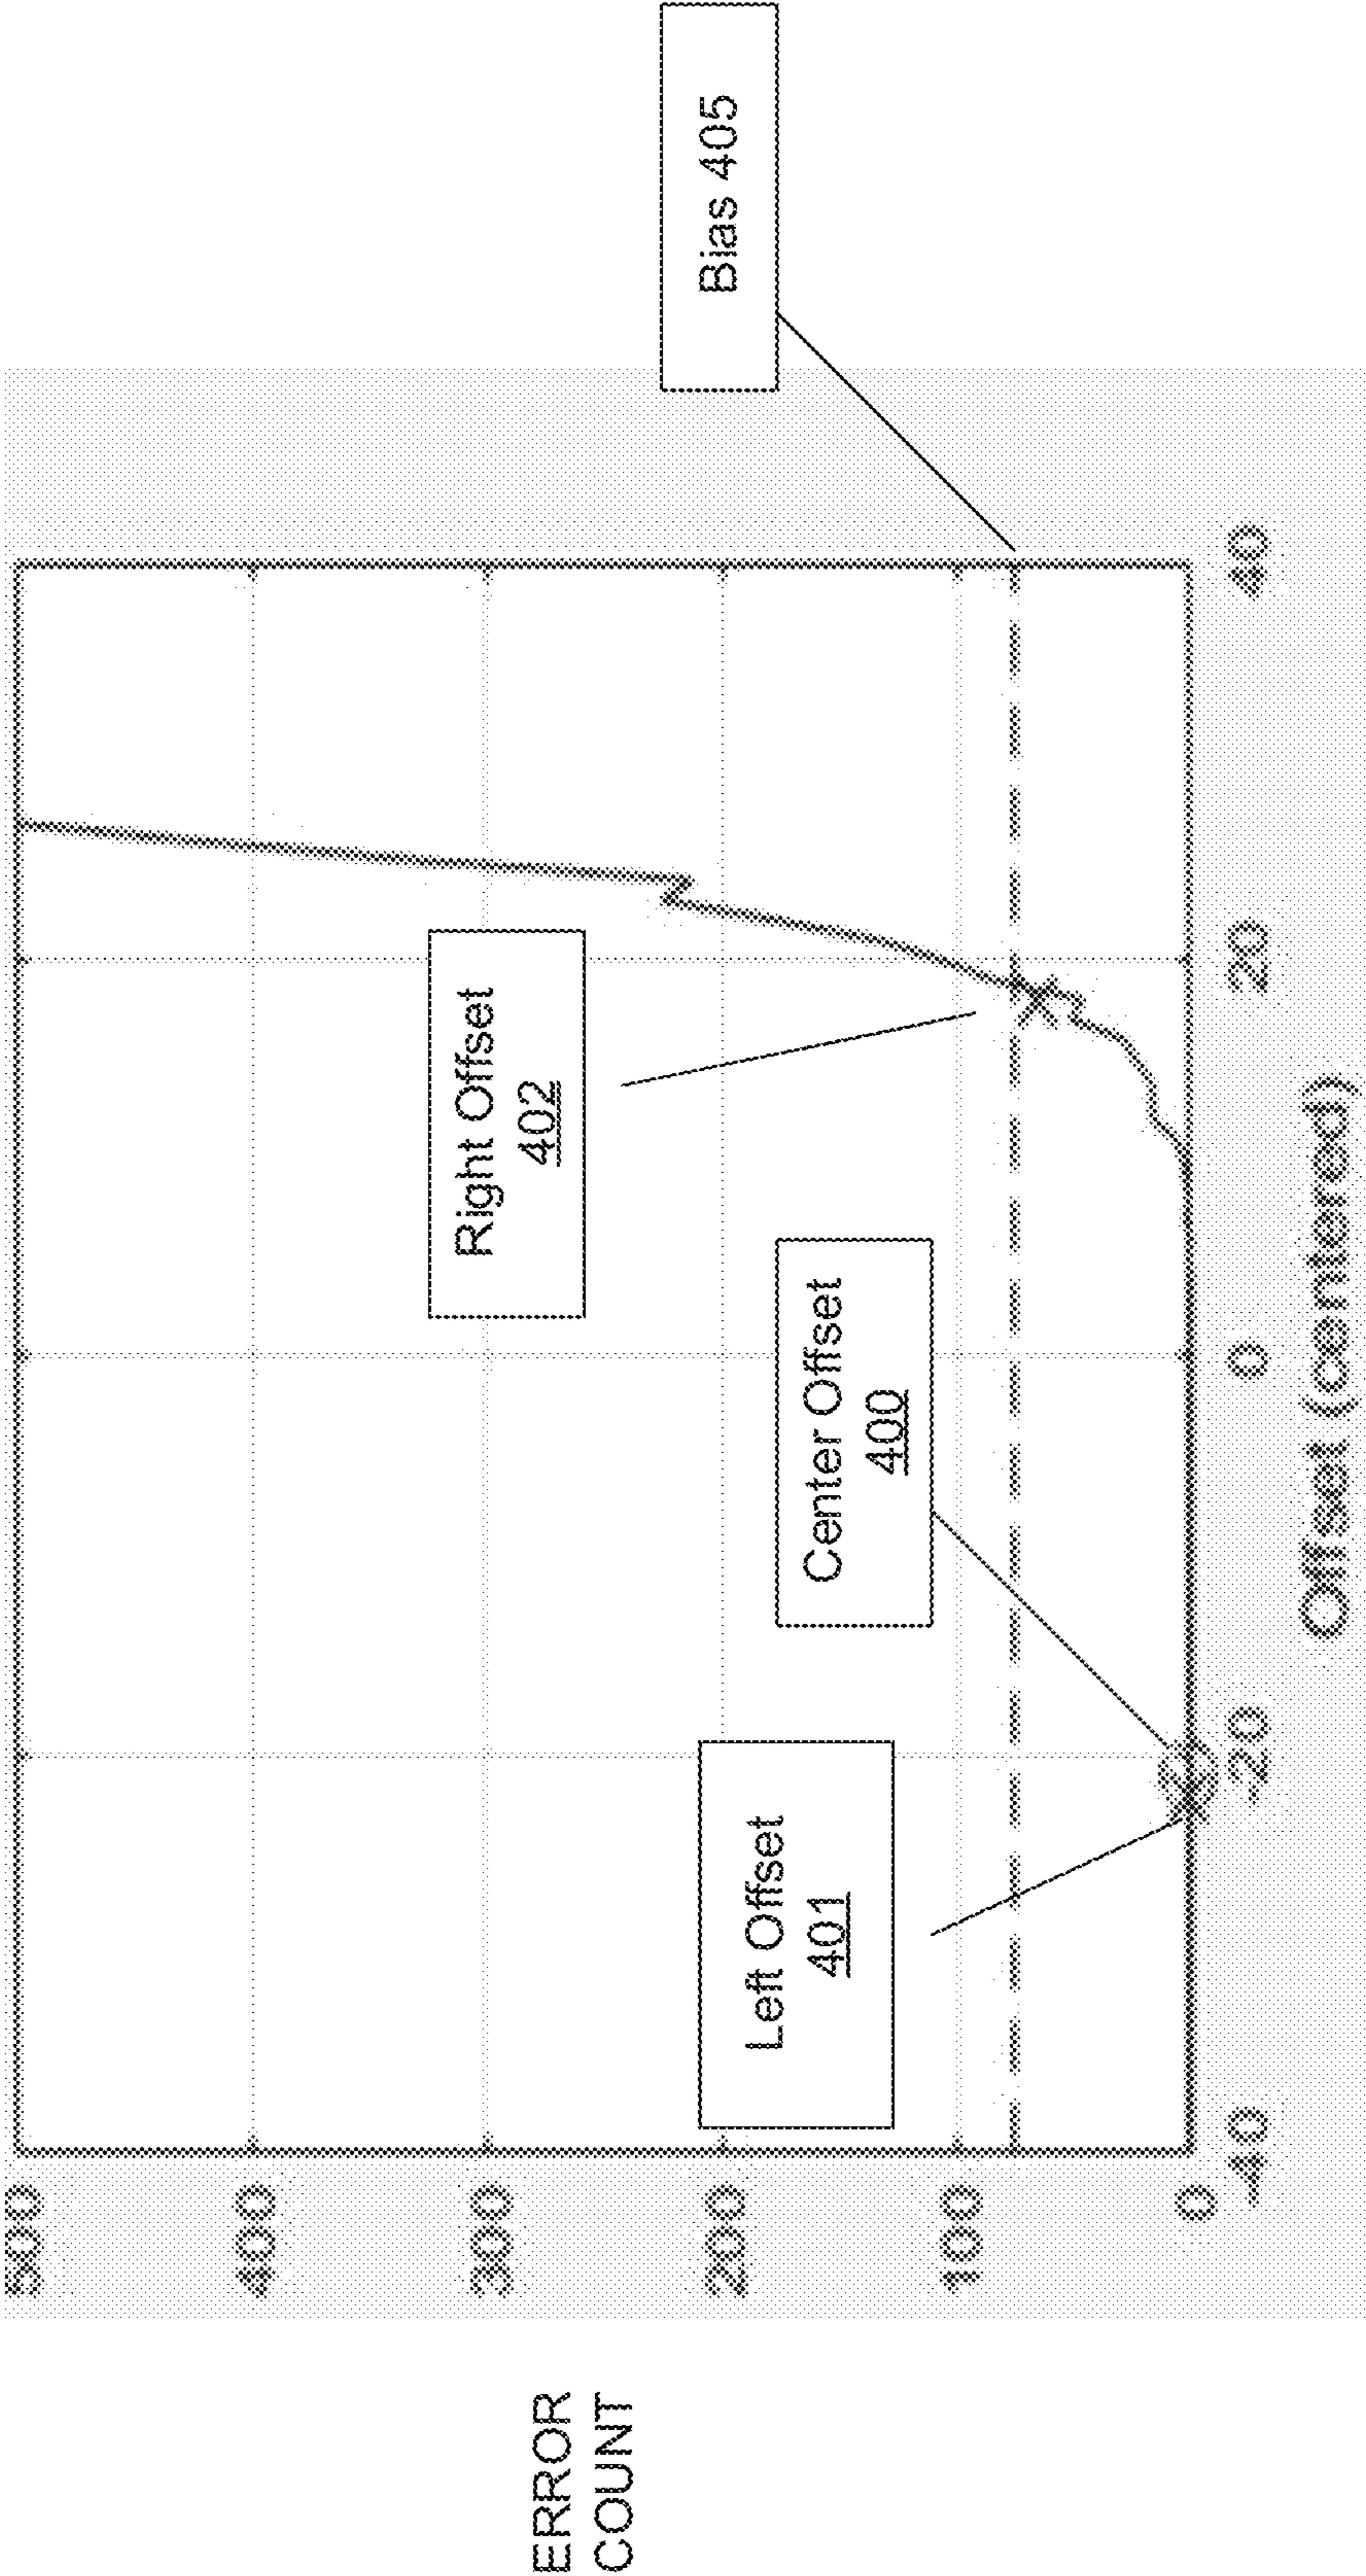 500
400
300
200
100
0
ERROR
COUNT
Left Offset
401
Center Offset
400
Right Offset
402
Bias 405
-40
-20
0
20
40
Offset (centered)